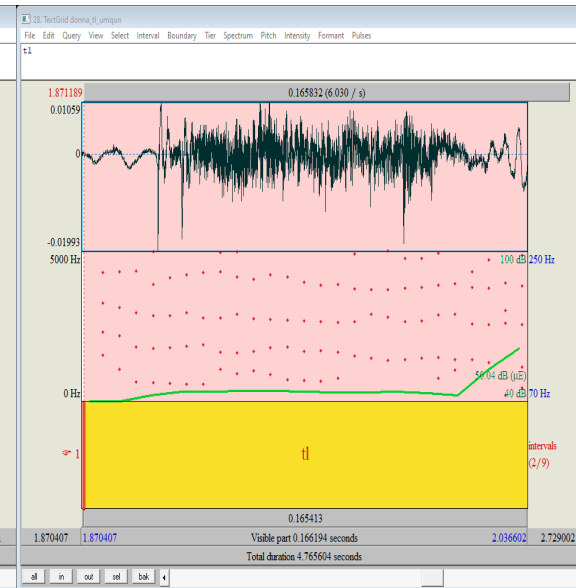 28. TextGrid donna_tl_umqun
File Edit Query View Select Interval Boundary Tier Spectrum Pitch Intensity Formant Pulses
tl
1.871189
0.165832 (6.030 / s)
0.01059
0
-0.01993
5000 Hz
100 dB 250 Hz
50.04 dB (µE)
0 Hz
40 dB 70 Hz
1
tl
intervals
(2/9)
0.165413
1.870407 1.870407 Visible part 0.166194 seconds 2.036602 2.729002
Total duration 4.765604 seconds
all in out sel bak